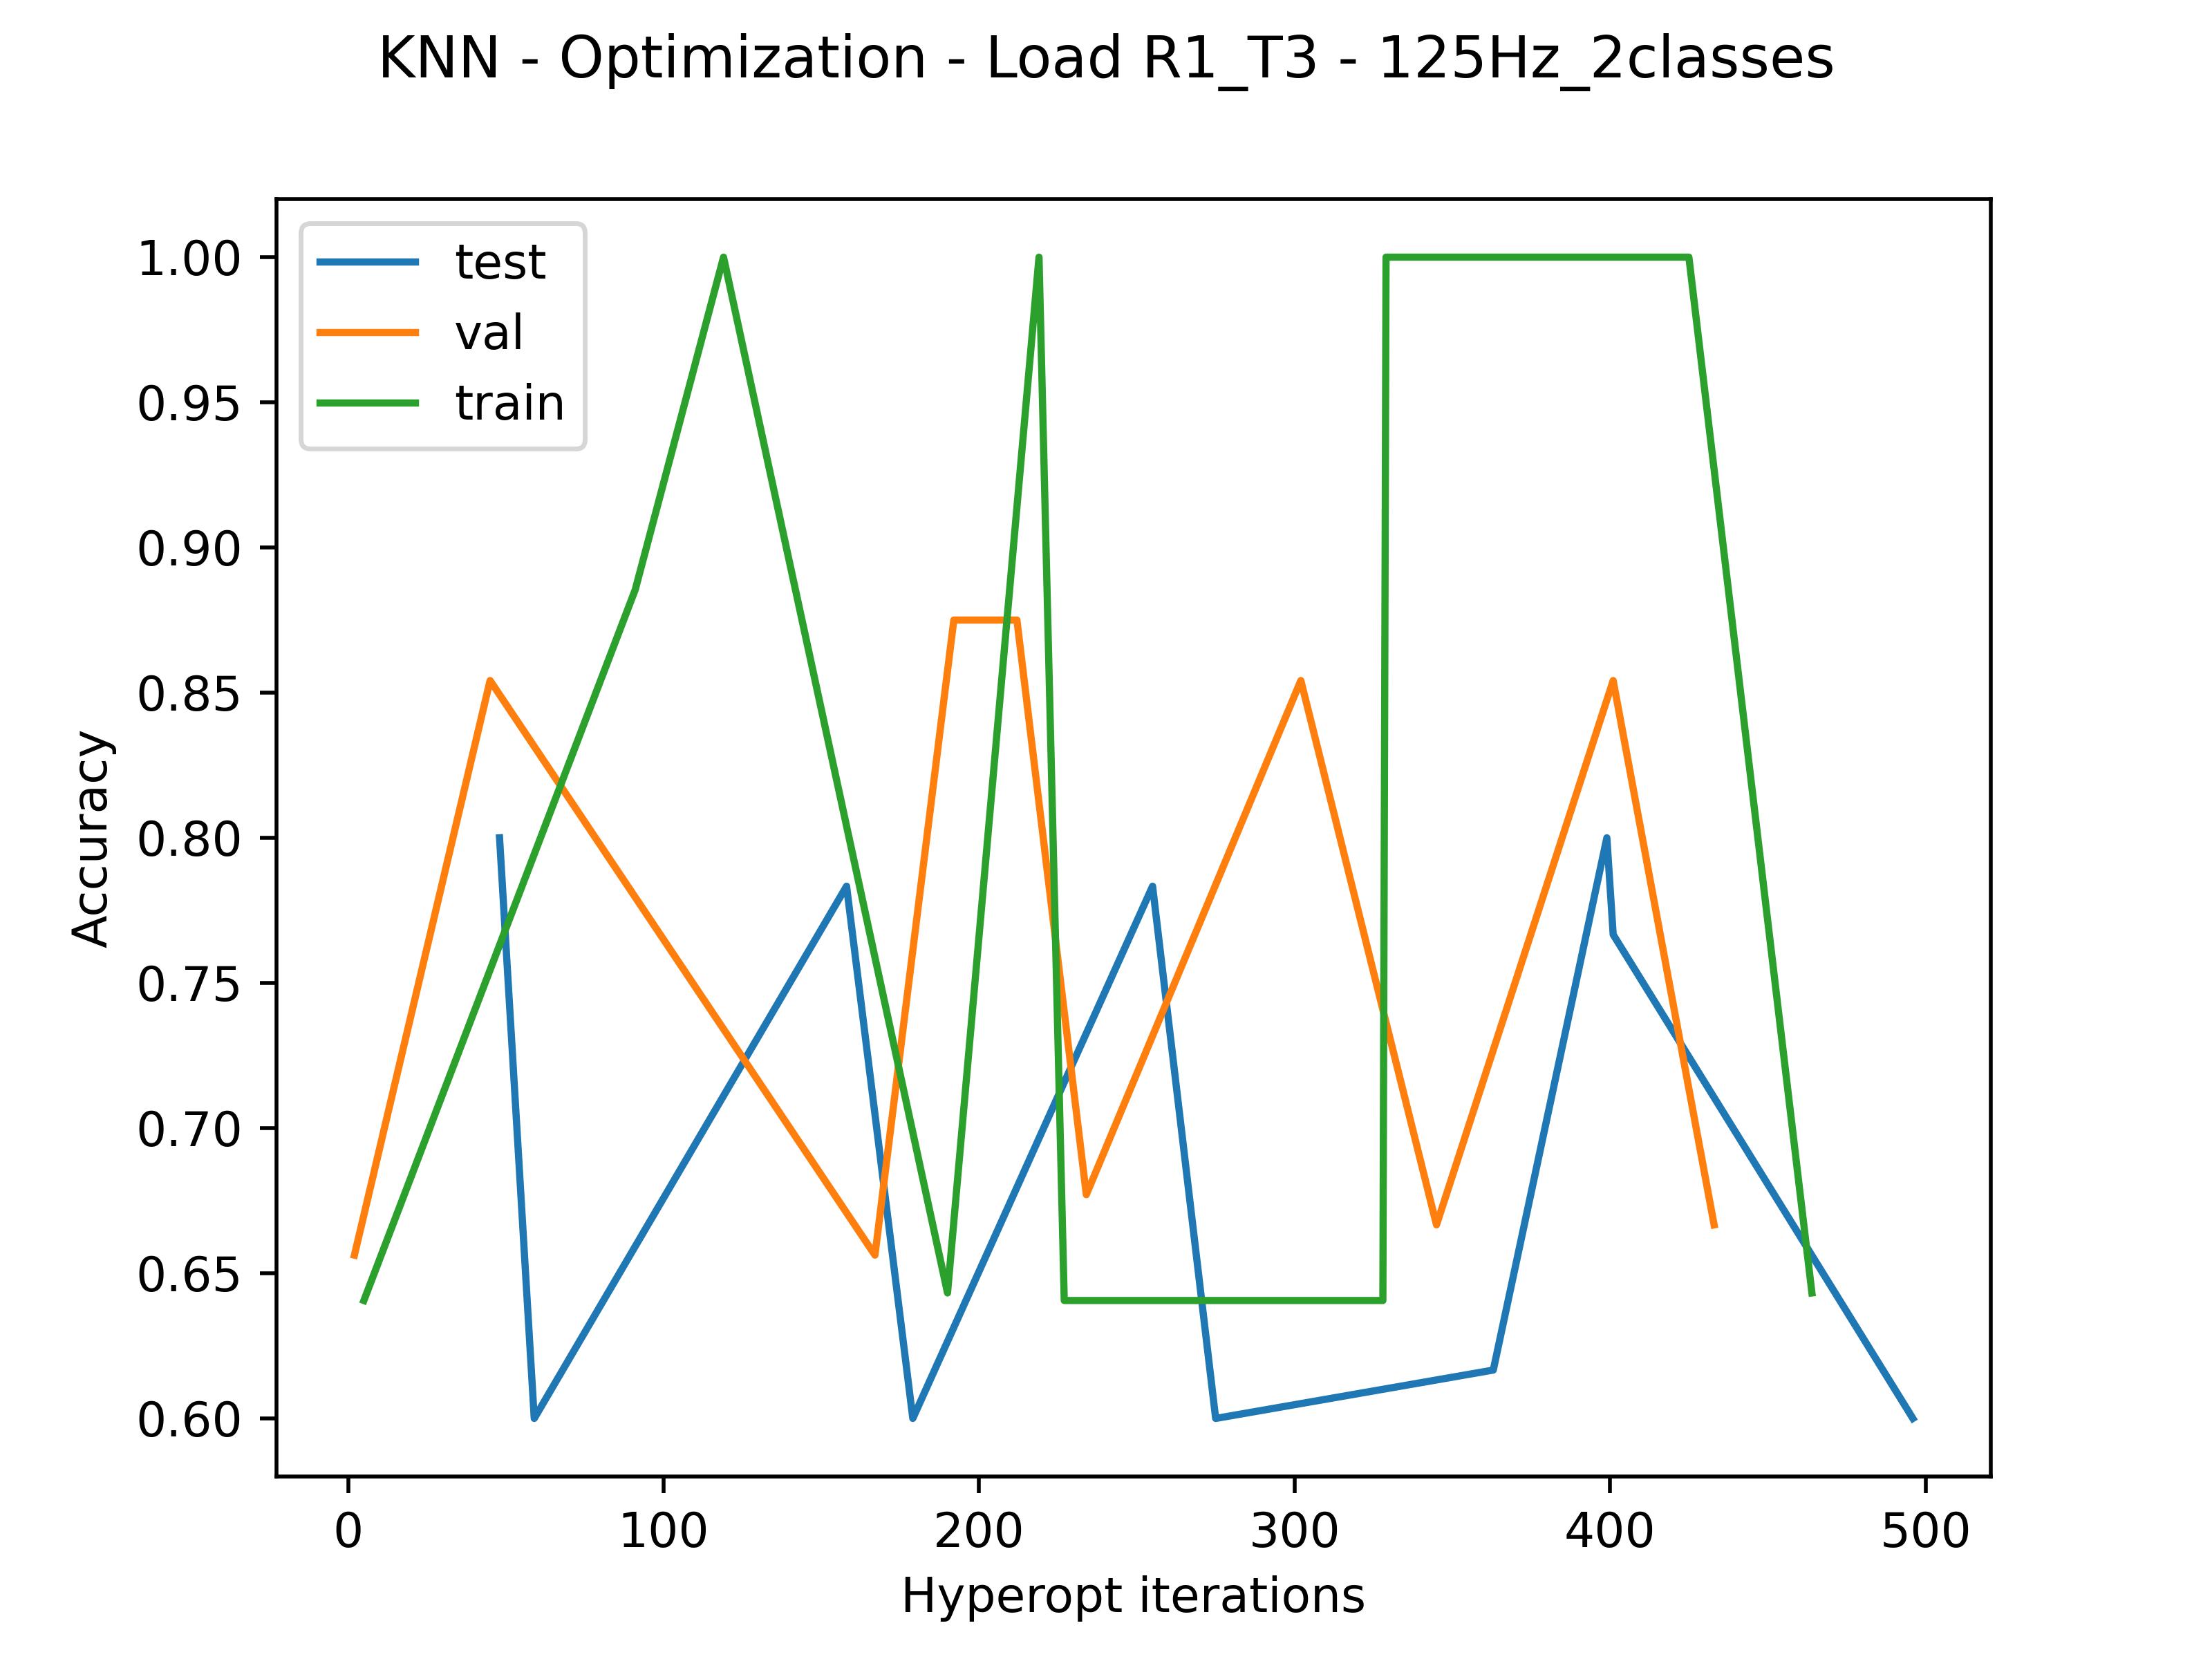 KNN - Optimization - Load R1_T3 - 125Hz_2classes
test
val
train
1.00
0.95
0.90
0.85
0.80
0.75
0.70
0.65
0.60
Accuracy
0 100 200 300 400 500
Hyperopt iterations